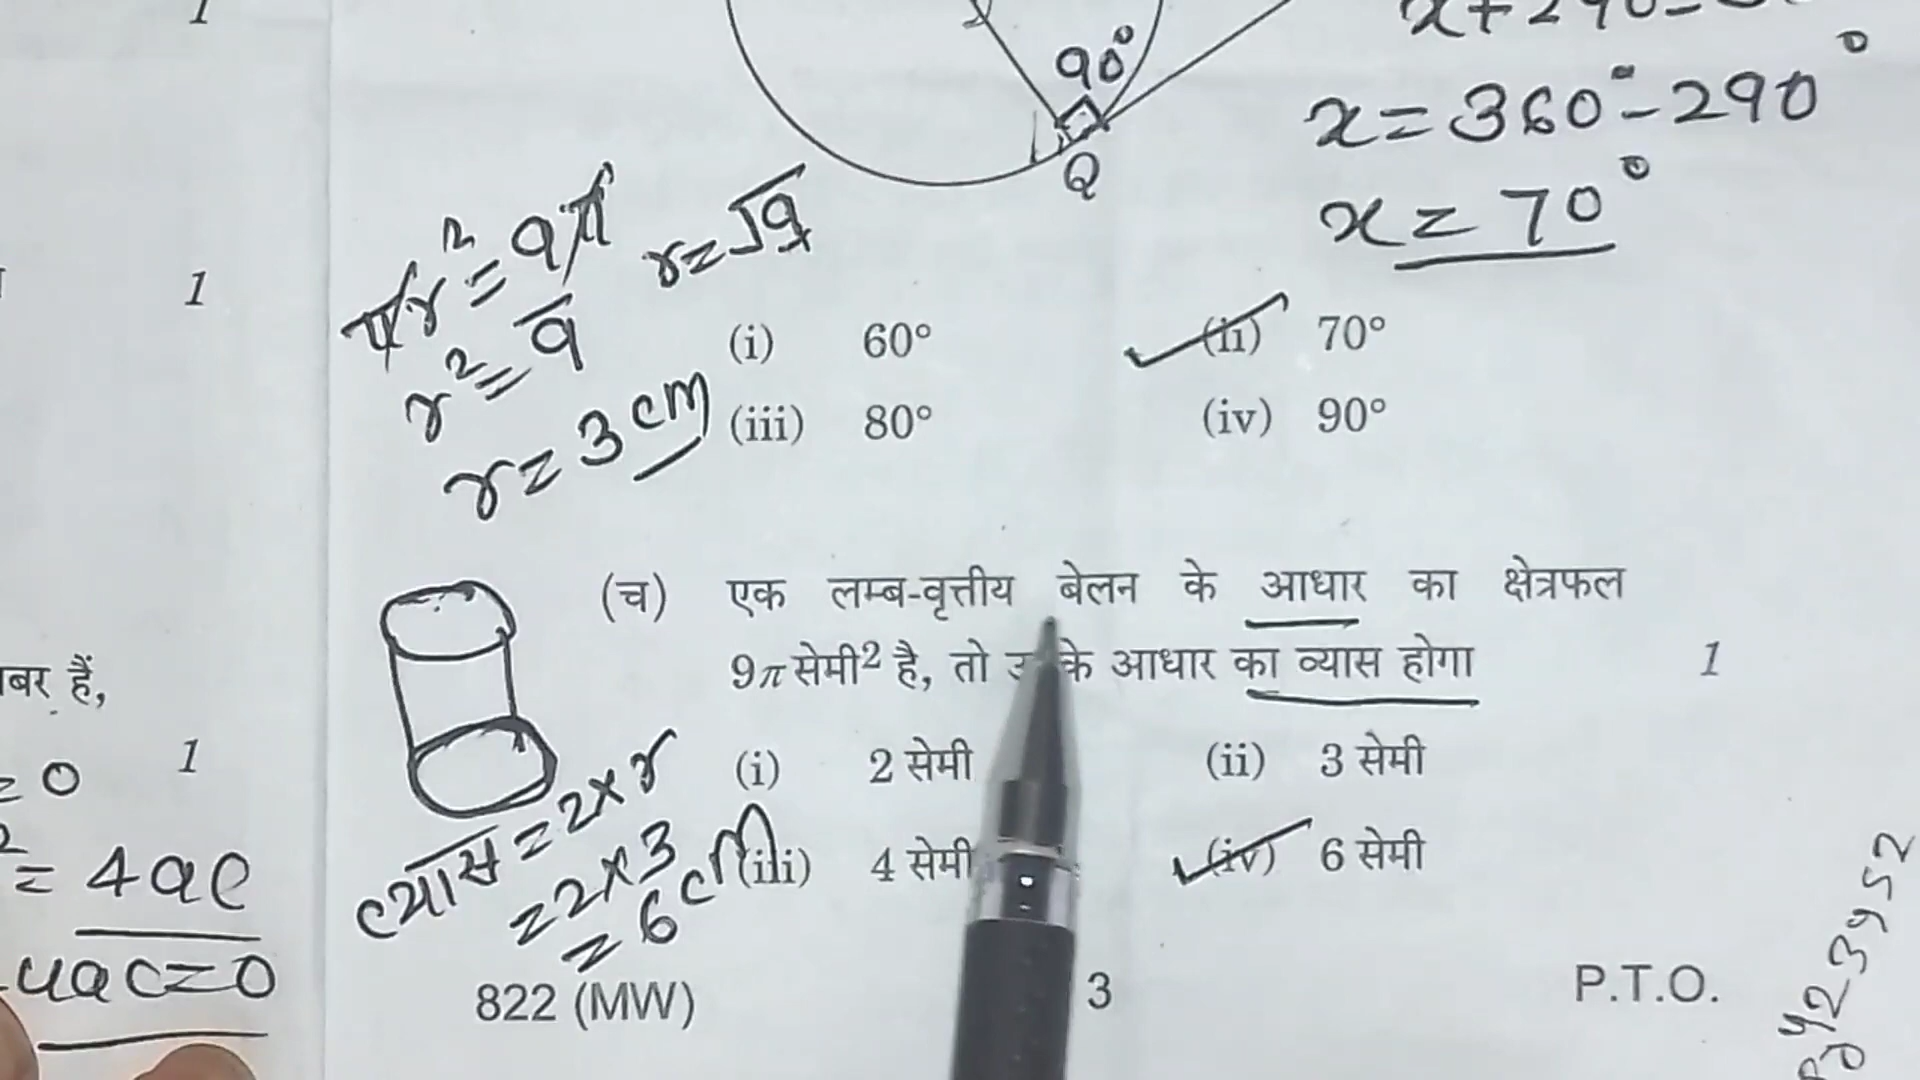 1
90°
x = 360° - 290°
Q
x = 70°
πr² = 9π
r = √9
r² = 9
r = 3 cm
1
(i) 60° (ii) 70°
(iii) 80° (iv) 90°
(च) एक लम्ब-वृत्तीय बेलन के आधार का क्षेत्रफल
9π सेमी² है, तो के आधार का व्यास होगा 1
(i) 2 सेमी (ii) 3 सेमी
(iii) 4 सेमी (iv) 6 सेमी
व्यास = 2×r
= 2×3
= 6 cm
बर हैं,
1
= 0
= 4ac
4ac = 0
822 (MW) 3 P.T.O.